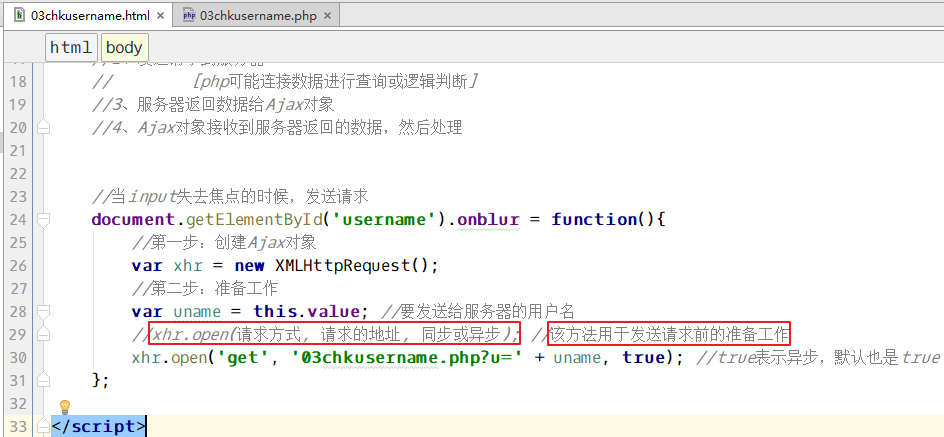 03chkusername.html × 03chkusername.php ×
html body
18 // [php可能连接数据进行查询或逻辑判断]
19 //3、服务器返回数据给Ajax对象
20 //4、Ajax对象接收到服务器返回的数据，然后处理
21
22
23 //当input失去焦点的时候，发送请求
24 document.getElementById('username').onblur = function(){
25 //第一步：创建Ajax对象
26 var xhr = new XMLHttpRequest();
27 //第二步：准备工作
28 var uname = this.value; //要发送给服务器的用户名
29 //xhr.open(请求方式, 请求的地址, 同步或异步); //该方法用于发送请求前的准备工作
30 xhr.open('get', '03chkusername.php?u=' + uname, true); //true表示异步，默认也是true
31 };
32
33 </script>